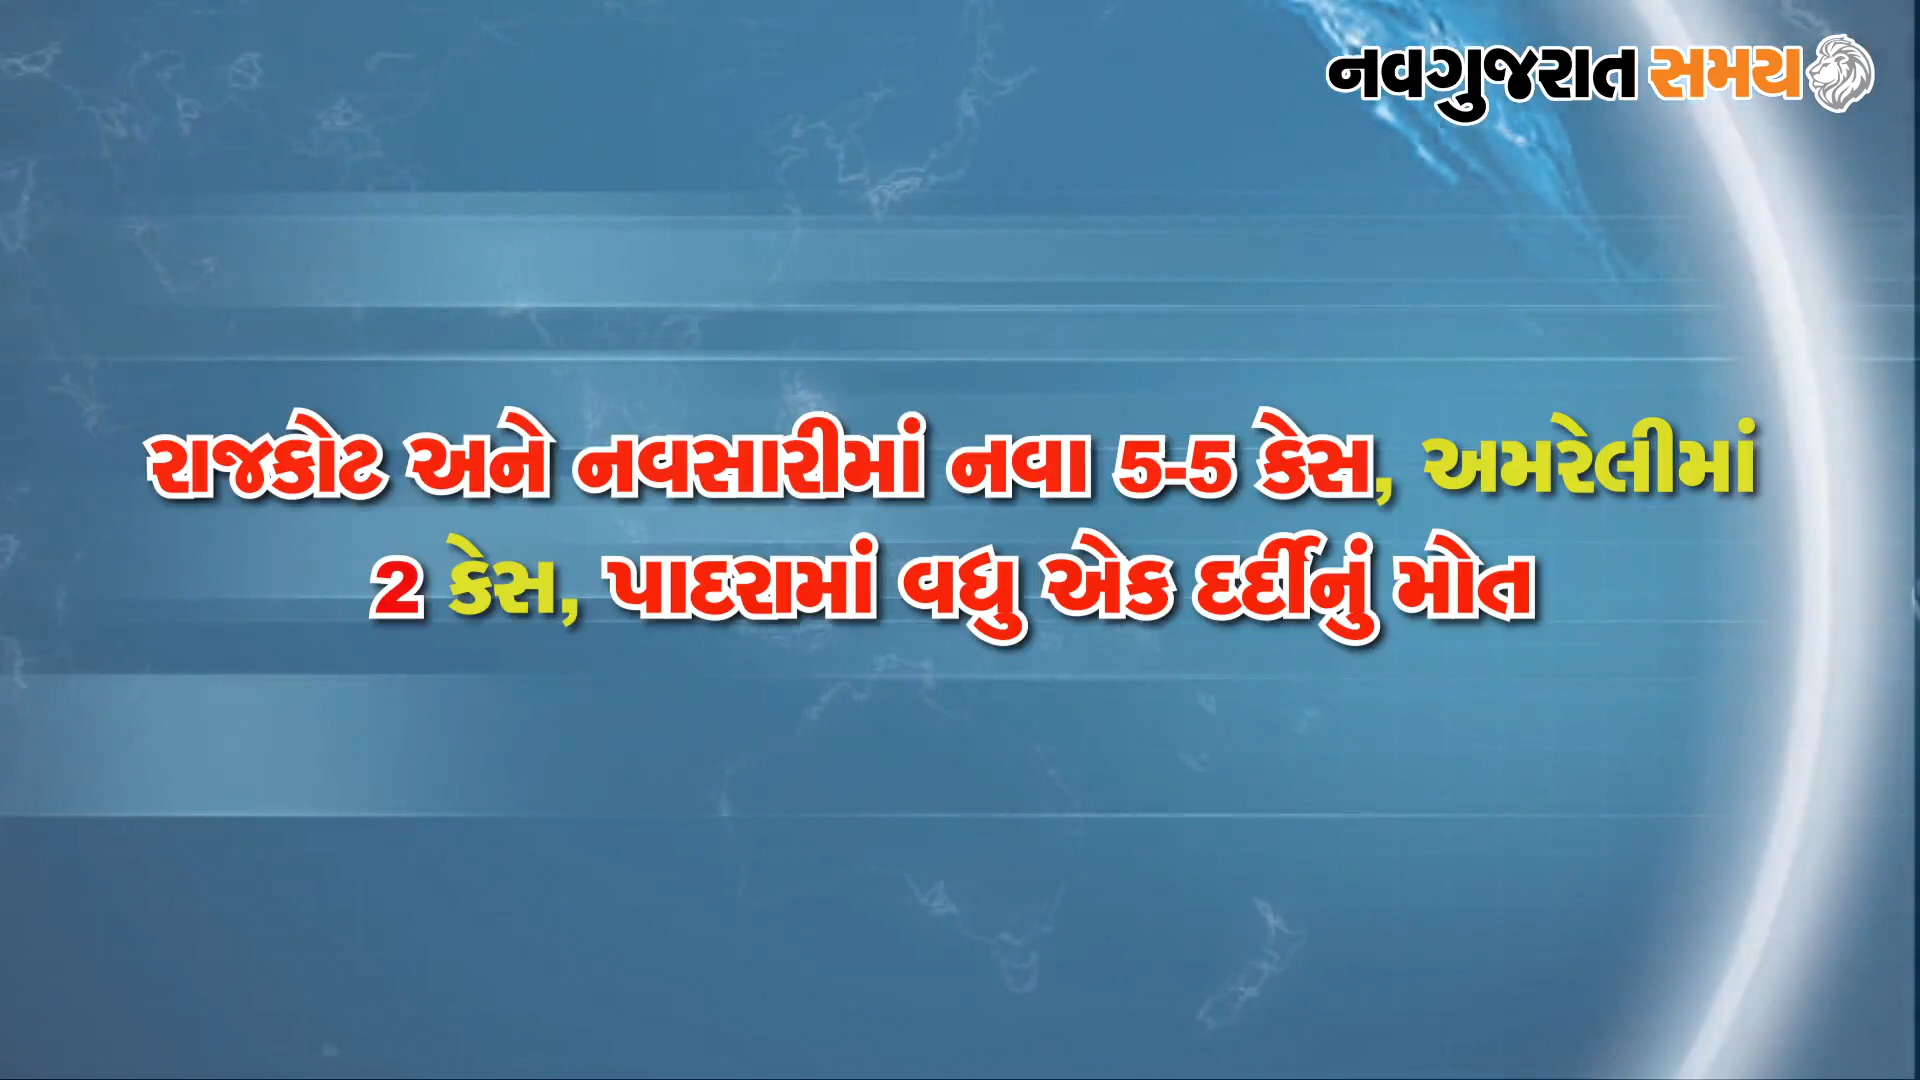 નવગુજરાત સમય
રાજકોટ અને નવસારીમાં નવા 5-5 કેસ, અમરેલીમાં
2 કેસ, પાદરામાં વધુ એક દર્દીનું મોત